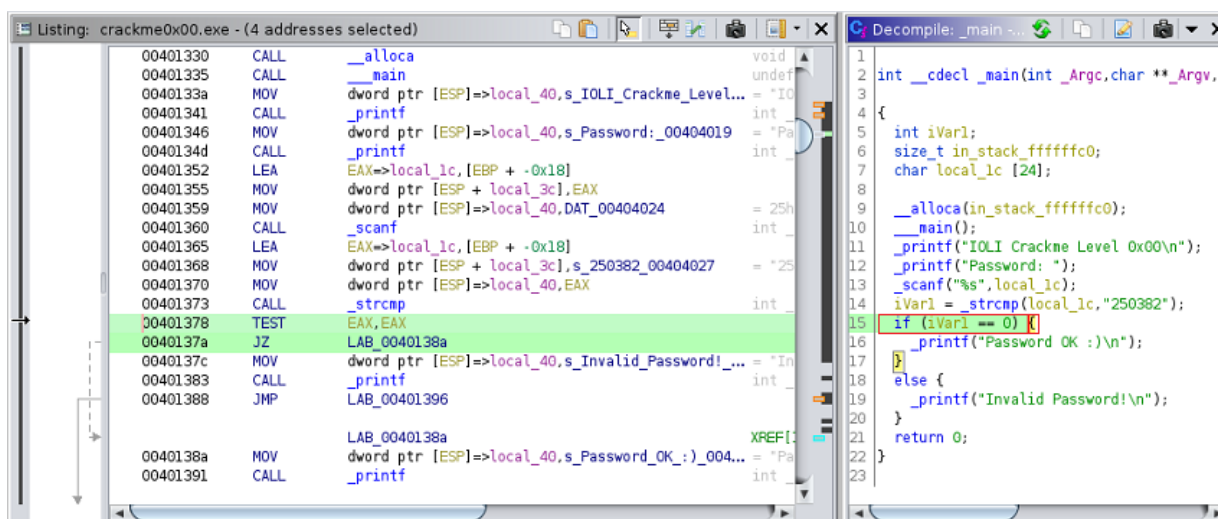 Listing: crackme0x00.exe - (4 addresses selected)
00401330 CALL __alloca void
00401335 CALL ___main undef
0040133a MOV dword ptr [ESP]=>local_40,s_IOLI_Crackme_Level... = "IO
00401341 CALL _printf int _
00401346 MOV dword ptr [ESP]=>local_40,s_Password:_00404019 = "Pa
0040134d CALL _printf int _
00401352 LEA EAX=>local_1c,[EBP + -0x18]
00401355 MOV dword ptr [ESP + local_3c],EAX
00401359 MOV dword ptr [ESP]=>local_40,DAT_00404024 = 25h
00401360 CALL _scanf int _
00401365 LEA EAX=>local_1c,[EBP + -0x18]
00401368 MOV dword ptr [ESP + local_3c],s_250382_00404027 = "25
00401370 MOV dword ptr [ESP]=>local_40,EAX
00401373 CALL _strcmp int _
00401378 TEST EAX,EAX
0040137a JZ LAB_0040138a
0040137c MOV dword ptr [ESP]=>local_40,s_Invalid_Password!_... = "In
00401383 CALL _printf int _
00401388 JMP LAB_00401396
LAB_0040138a XREF[1
0040138a MOV dword ptr [ESP]=>local_40,s_Password_OK_:)_004... = "Pa
00401391 CALL _printf int _
Decompile: _main -...
1
2 int __cdecl _main(int _Argc,char **_Argv,
3
4 {
5 int iVar1;
6 size_t in_stack_ffffffc0;
7 char local_1c [24];
8
9 __alloca(in_stack_ffffffc0);
10 ___main();
11 _printf("IOLI Crackme Level 0x00\n");
12 _printf("Password: ");
13 _scanf("%s",local_1c);
14 iVar1 = _strcmp(local_1c,"250382");
15 if (iVar1 == 0) {
16 _printf("Password OK :)\n");
17 }
18 else {
19 _printf("Invalid Password!\n");
20 }
21 return 0;
22 }
23